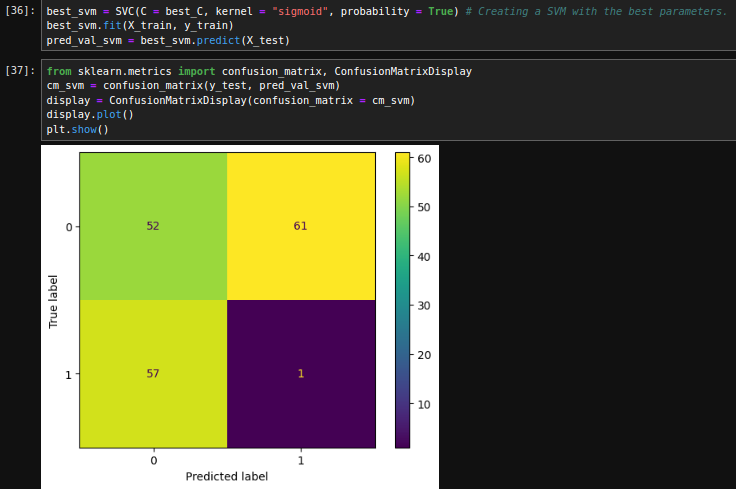 [36]: best_svm = SVC(C = best_C, kernel = "sigmoid", probability = True) # Creating a SVM with the best parameters.
best_svm.fit(X_train, y_train)
pred_val_svm = best_svm.predict(X_test)
[37]: from sklearn.metrics import confusion_matrix, ConfusionMatrixDisplay
cm_svm = confusion_matrix(y_test, pred_val_svm)
display = ConfusionMatrixDisplay(confusion_matrix = cm_svm)
display.plot()
plt.show()
60
50
40
30
20
10
True label
0
52
61
1
57
1
0
1
Predicted label